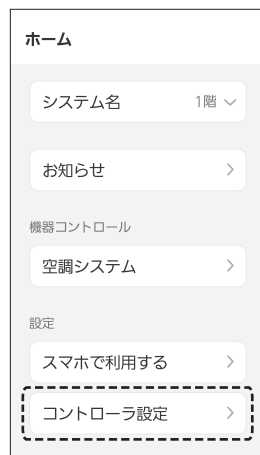 ホーム
システム名 1階
お知らせ
機器コントロール
空調システム
設定
スマホで利用する
コントローラ設定